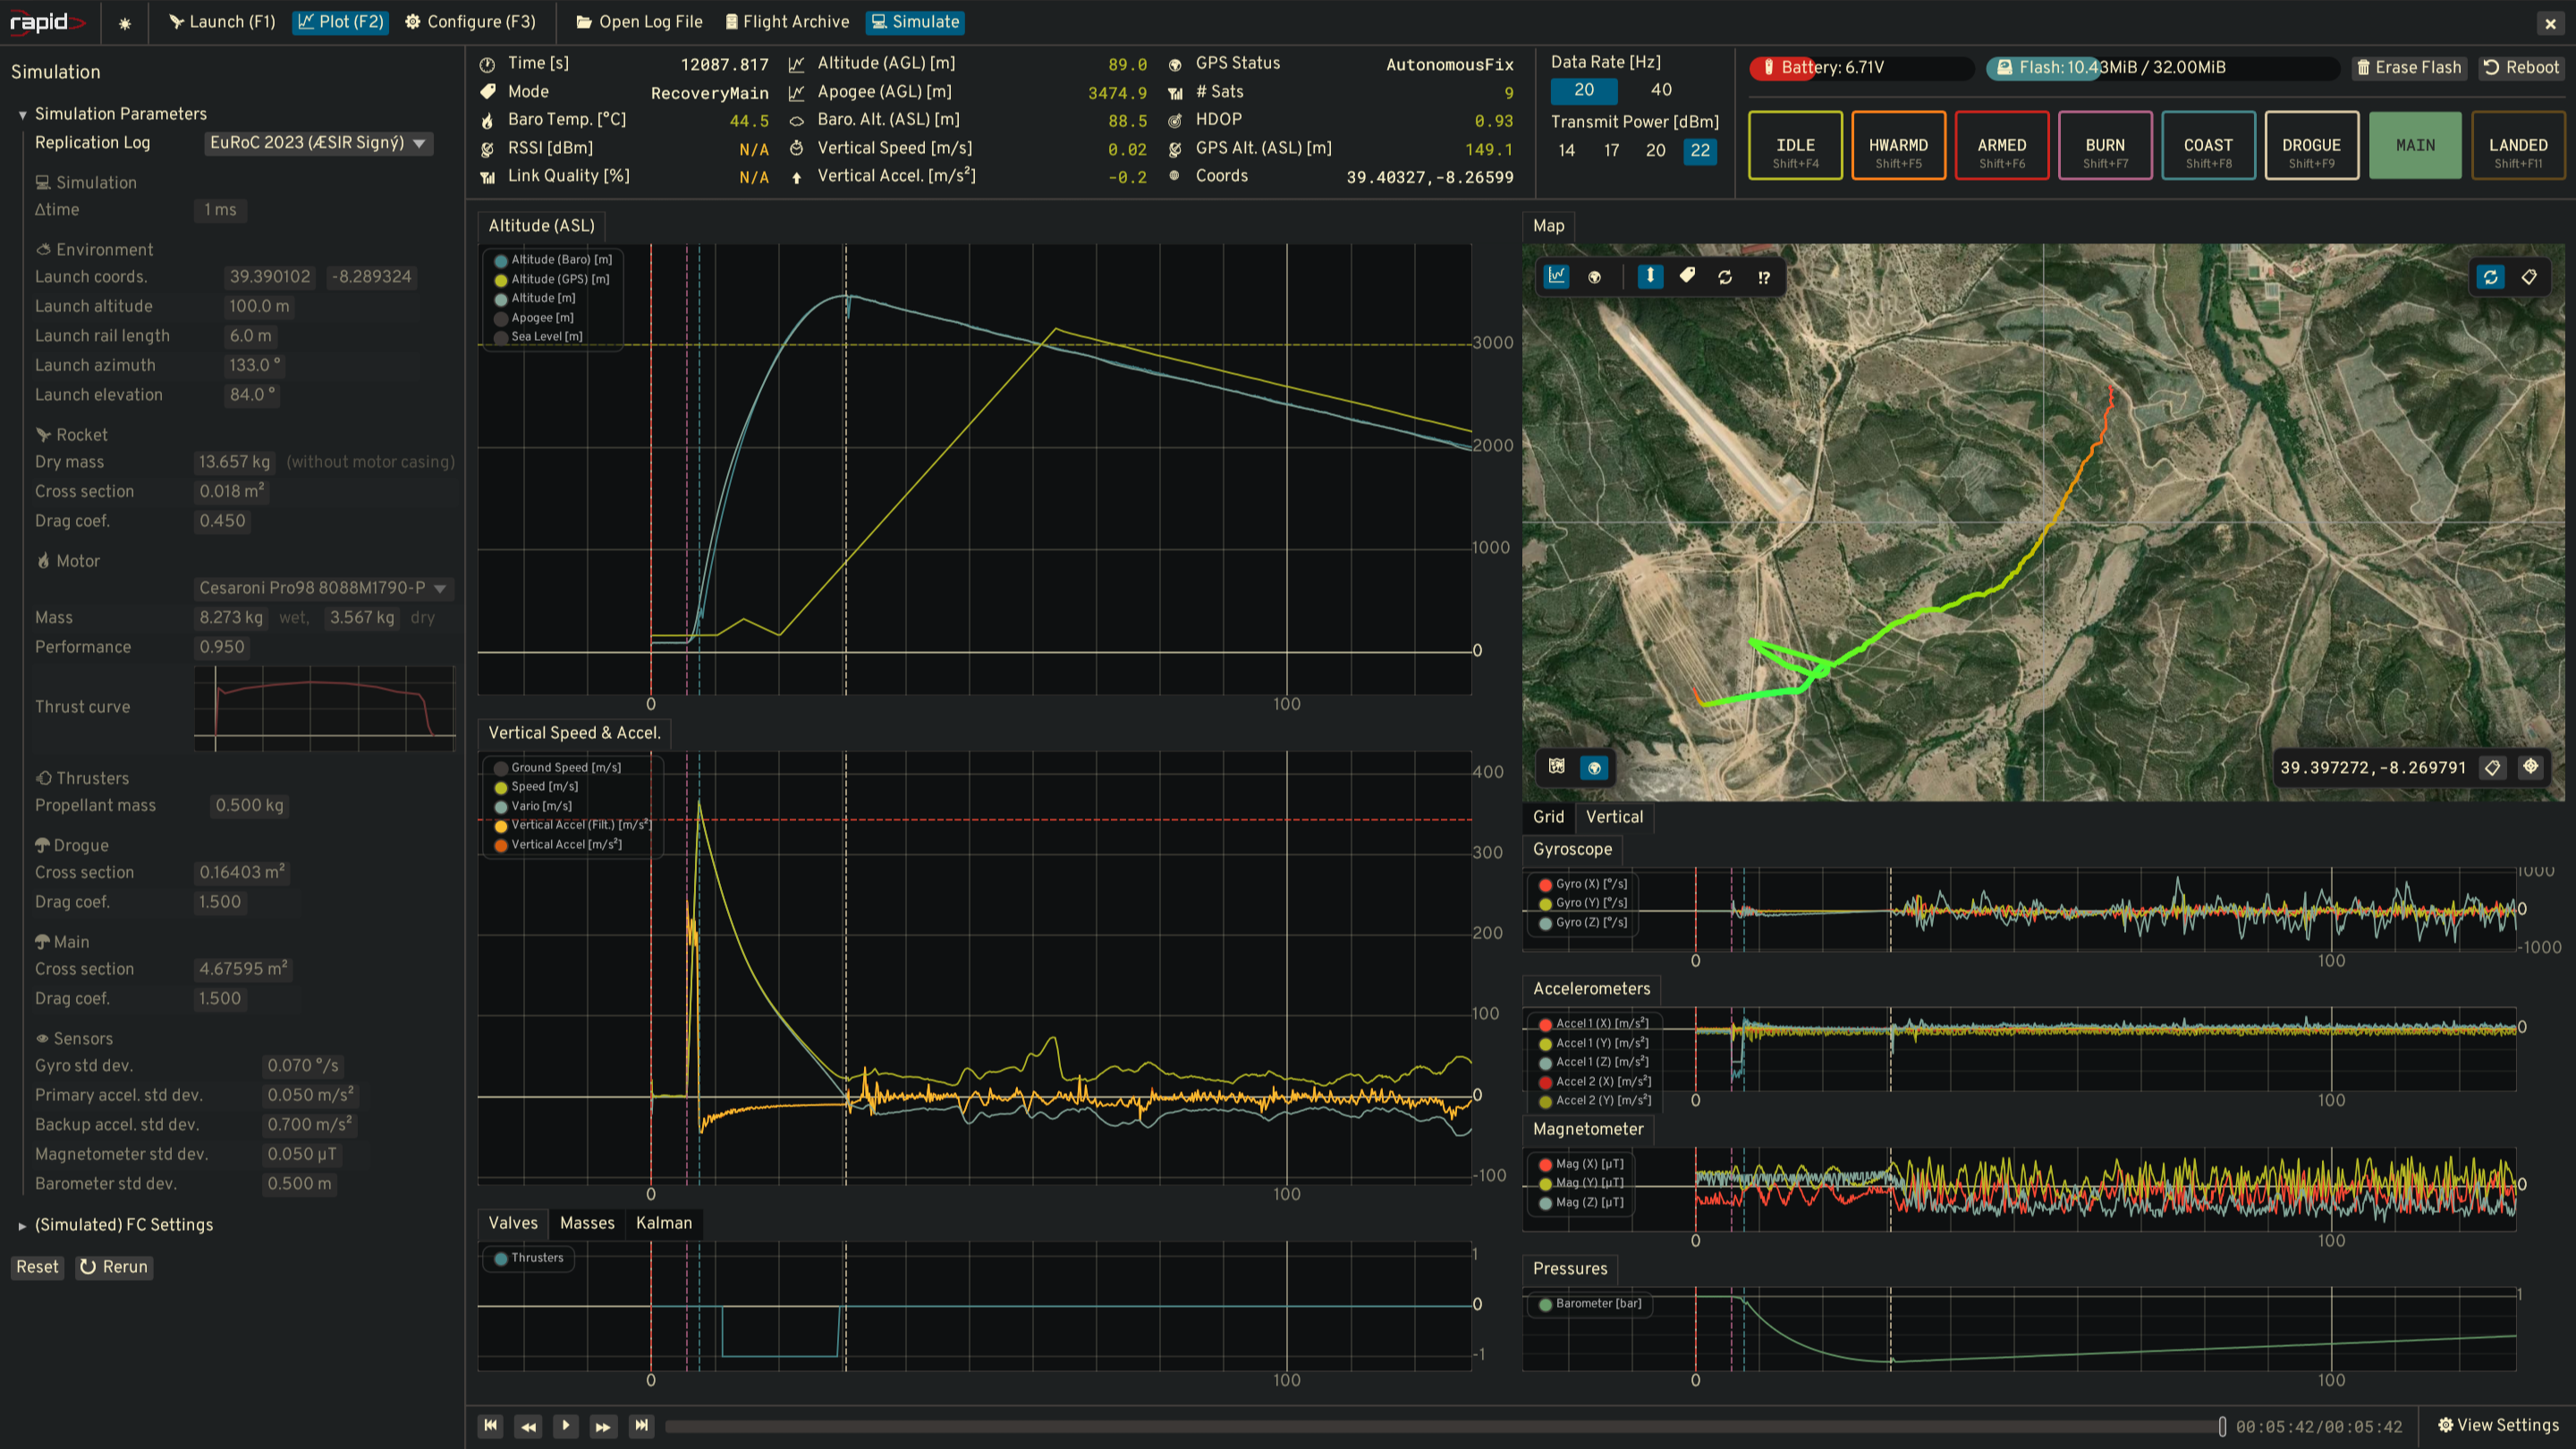 rapid
Launch (F1)
Plot (F2)
Configure (F3)
Open Log File
Flight Archive
Simulate
Simulation
Simulation Parameters
Replication Log
EuRoC 2023 (ÆSIR Signý)
Simulation
Δtime
1 ms
Environment
Launch coords.
39.390102
-8.289324
Launch altitude
100.0 m
Launch rail length
6.0 m
Launch azimuth
133.0 °
Launch elevation
84.0 °
Rocket
Dry mass
13.657 kg
(without motor casing)
Cross section
0.018 m²
Drag coef.
0.450
Motor
Cesaroni Pro98 8088M1790-P
Mass
8.273 kg
wet,
3.567 kg
dry
Performance
0.950
Thrust curve
Thrusters
Propellant mass
0.500 kg
Drogue
Cross section
0.16403 m²
Drag coef.
1.500
Main
Cross section
4.67595 m²
Drag coef.
1.500
Sensors
Gyro std dev.
0.070 °/s
Primary accel. std dev.
0.050 m/s²
Backup accel. std dev.
0.700 m/s²
Magnetometer std dev.
0.050 µT
Barometer std dev.
0.500 m
(Simulated) FC Settings
Reset
Rerun
Time [s]
12087.817
Mode
RecoveryMain
Baro Temp. [°C]
44.5
RSSI [dBm]
N/A
Link Quality [%]
N/A
Altitude (AGL) [m]
89.0
Apogee (AGL) [m]
3474.9
Baro. Alt. (ASL) [m]
88.5
Vertical Speed [m/s]
0.02
Vertical Accel. [m/s²]
-0.2
GPS Status
AutonomousFix
# Sats
9
HDOP
0.93
GPS Alt. (ASL) [m]
149.1
Coords
39.40327,-8.26599
Data Rate [Hz]
20
40
Transmit Power [dBm]
14
17
20
22
Battery: 6.71V
Flash: 10.43MiB / 32.00MiB
Erase Flash
Reboot
IDLE
Shift+F4
HWARMD
Shift+F5
ARMED
Shift+F6
BURN
Shift+F7
COAST
Shift+F8
DROGUE
Shift+F9
MAIN
LANDED
Shift+F11
Altitude (ASL)
Altitude (Baro) [m]
Altitude (GPS) [m]
Altitude [m]
Apogee [m]
Sea Level [m]
3000
2000
1000
0
0
100
Vertical Speed & Accel.
Ground Speed [m/s]
Speed [m/s]
Vario [m/s]
Vertical Accel (Filt.) [m/s²]
Vertical Accel [m/s²]
400
300
200
100
0
-100
0
100
Valves
Masses
Kalman
Thrusters
1
0
-1
0
100
Map
!?
39.397272,-8.269791
Grid
Vertical
Gyroscope
Gyro (X) [°/s]
Gyro (Y) [°/s]
Gyro (Z) [°/s]
1000
0
-1000
0
100
Accelerometers
Accel 1 (X) [m/s²]
Accel 1 (Y) [m/s²]
Accel 1 (Z) [m/s²]
Accel 2 (X) [m/s²]
Accel 2 (Y) [m/s²]
0
0
100
Magnetometer
Mag (X) [µT]
Mag (Y) [µT]
Mag (Z) [µT]
0
0
100
Pressures
Barometer [bar]
1
0
100
00:05:42/00:05:42
View Settings